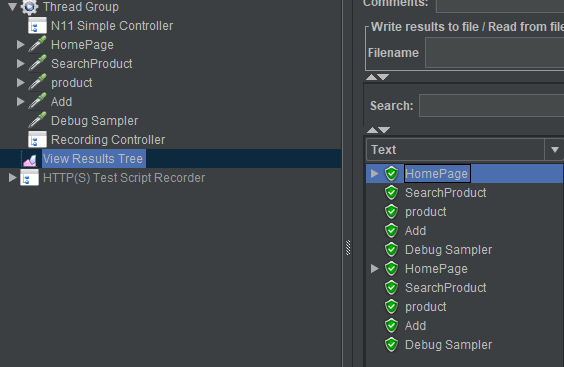 Thread Group
N11 Simple Controller
HomePage
SearchProduct
product
Add
Debug Sampler
Recording Controller
View Results Tree
HTTP(S) Test Script Recorder
Comments:
Write results to file / Read from file
Filename
Search:
Text
HomePage
SearchProduct
product
Add
Debug Sampler
HomePage
SearchProduct
product
Add
Debug Sampler